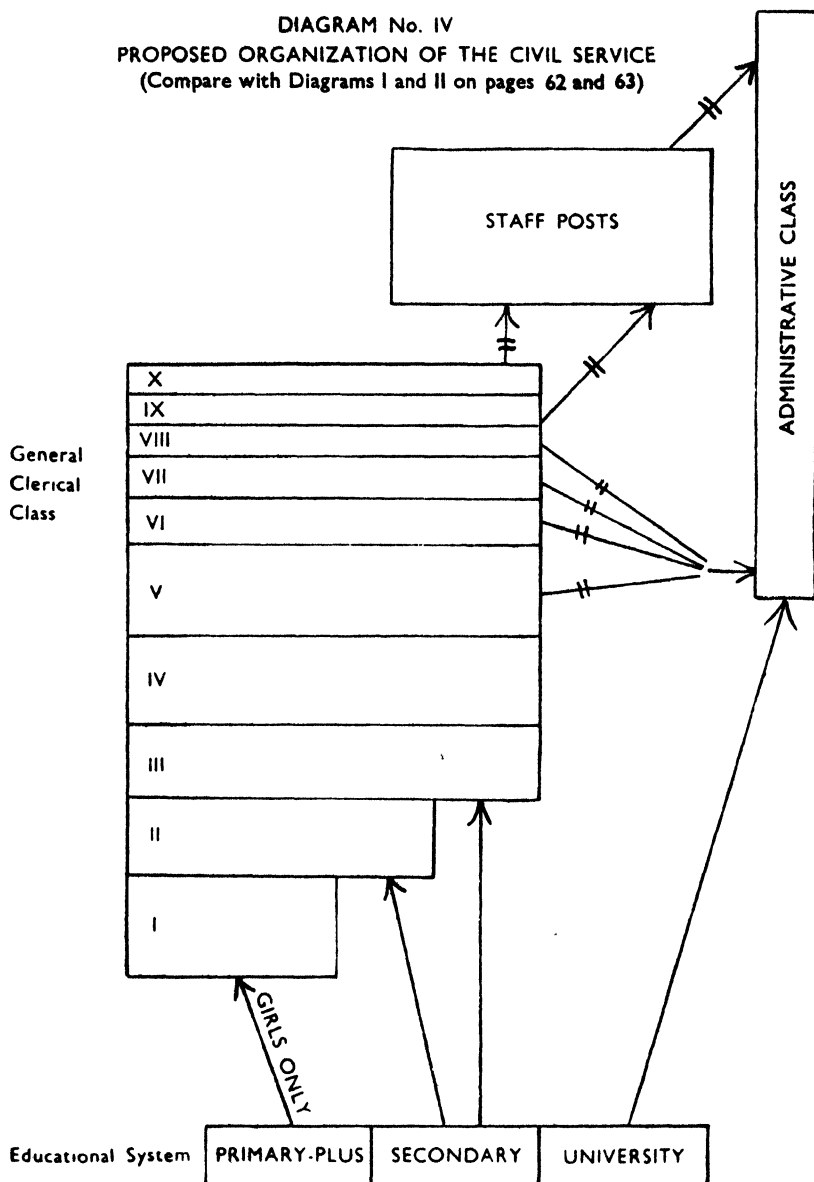 DIAGRAM No. IV
PROPOSED ORGANIZATION OF THE CIVIL SERVICE
(Compare with Diagrams I and II on pages 62 and 63)
STAFF POSTS
ADMINISTRATIVE CLASS
General
Clerical
Class
X
IX
VIII
VII
VI
V
IV
III
II
I
GIRLS ONLY
Educational System
PRIMARY-PLUS
SECONDARY
UNIVERSITY